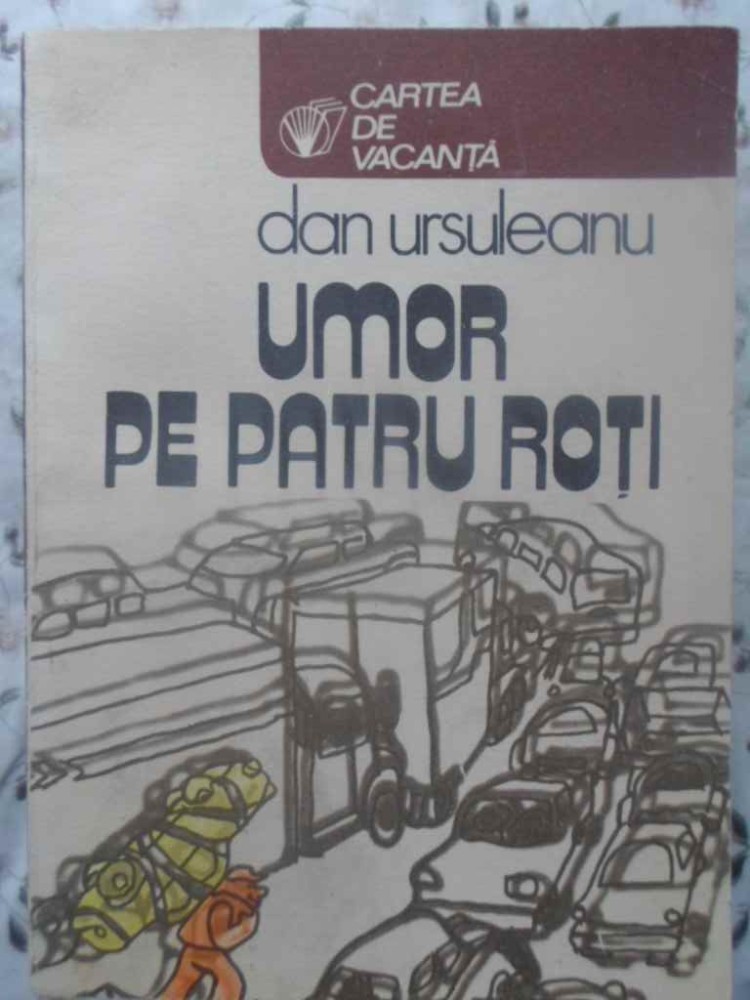 CARTEA
DE
VACANȚĂ
dan ursuleanu
UMOR
PE PATRU ROȚI